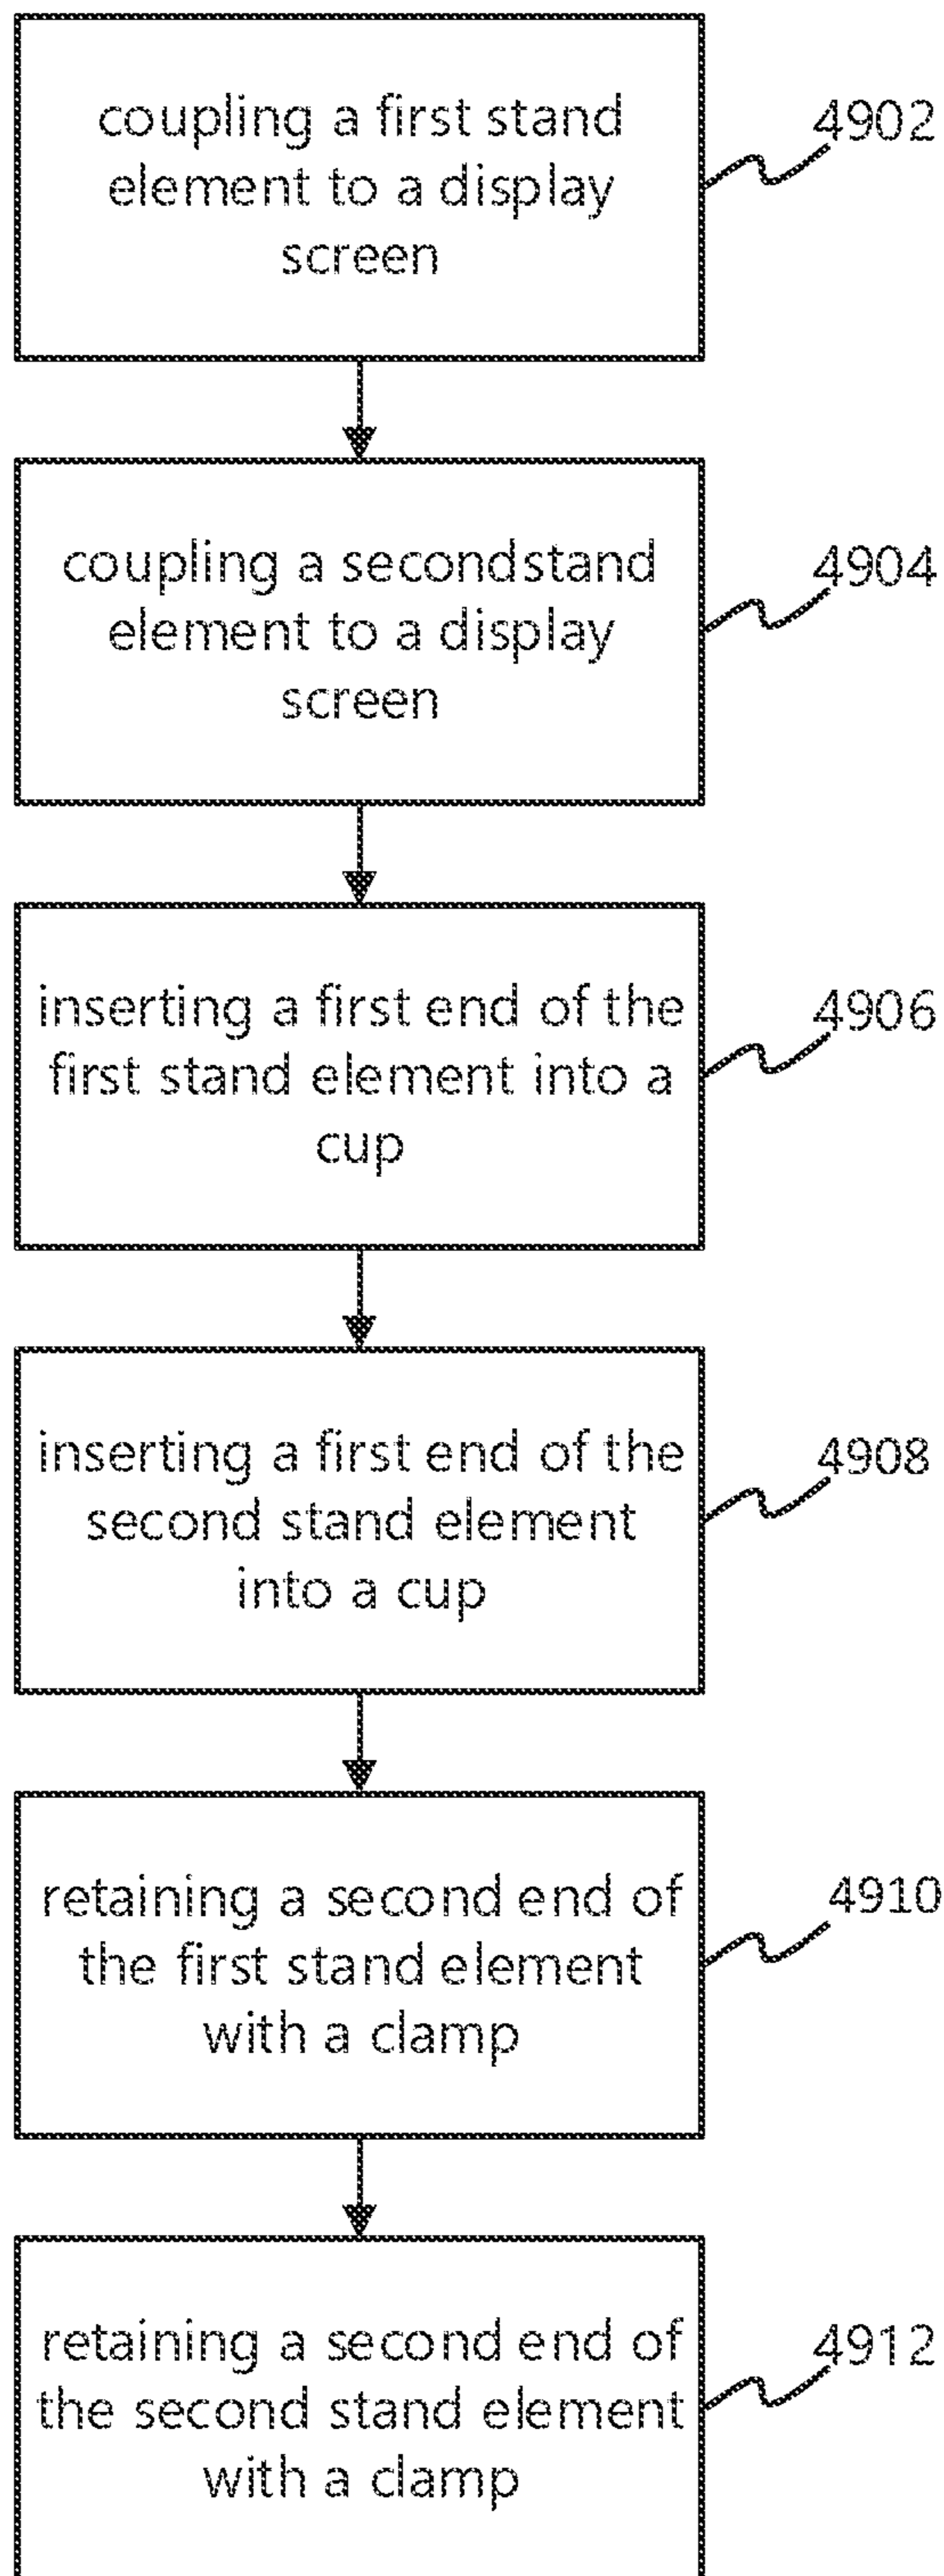 coupling a first stand
element to a display
screen
4902
coupling a secondstand
element to a display
screen
4904
inserting a first end of the
first stand element into a
cup
4906
inserting a first end of the
second stand element
into a cup
4908
retaining a second end of
the first stand element
with a clamp
4910
retaining a second end of
the second stand element
with a clamp
4912